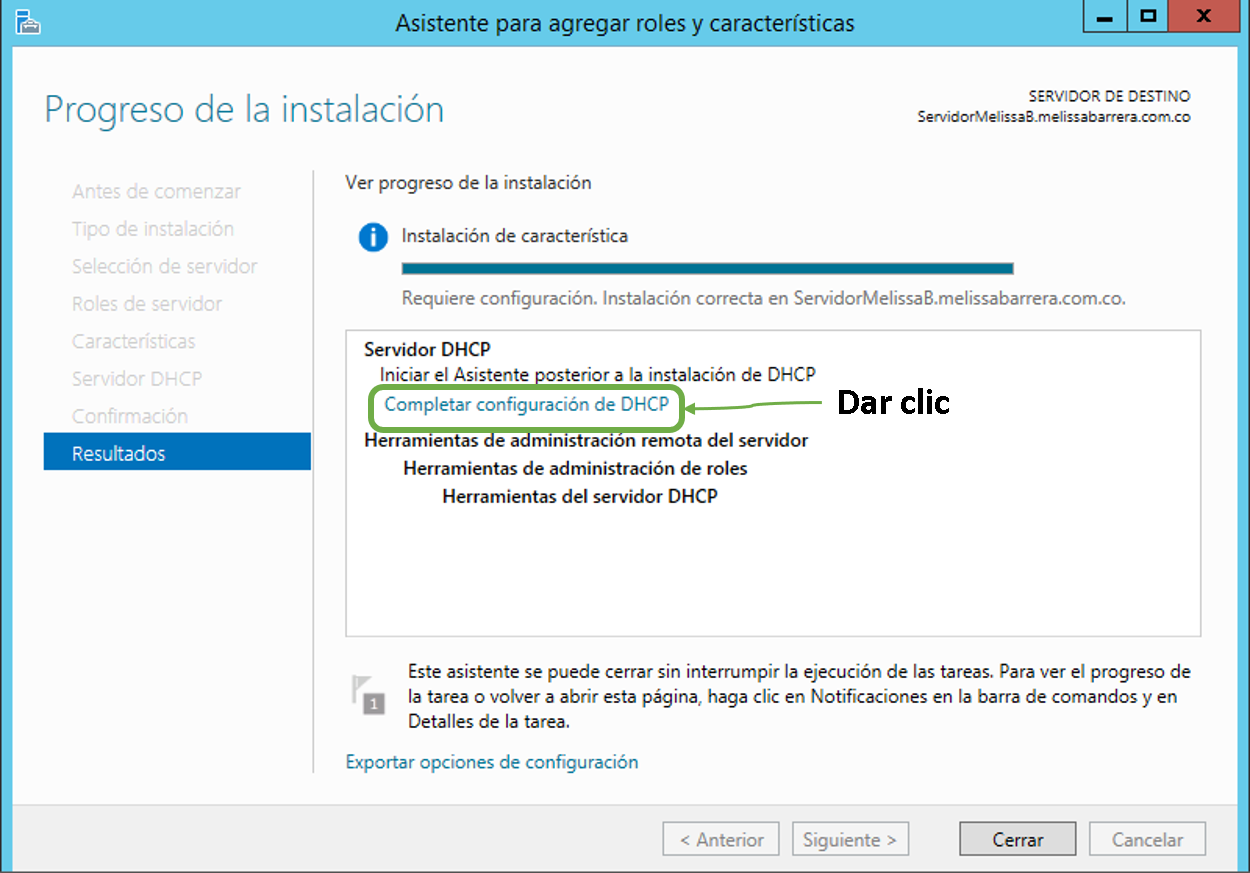 Asistente para agregar roles y características
Progreso de la instalación
SERVIDOR DE DESTINO
ServidorMelissaB.melissabarrera.com.co
Antes de comenzar
Tipo de instalación
Selección de servidor
Roles de servidor
Características
Servidor DHCP
Confirmación
Resultados
Ver progreso de la instalación
Instalación de característica
Requiere configuración. Instalación correcta en ServidorMelissaB.melissabarrera.com.co.
Servidor DHCP
Iniciar el Asistente posterior a la instalación de DHCP
Completar configuración de DHCP
Dar clic
Herramientas de administración remota del servidor
Herramientas de administración de roles
Herramientas del servidor DHCP
1
Este asistente se puede cerrar sin interrumpir la ejecución de las tareas. Para ver el progreso de
la tarea o volver a abrir esta página, haga clic en Notificaciones en la barra de comandos y en
Detalles de la tarea.
Exportar opciones de configuración
< Anterior
Siguiente >
Cerrar
Cancelar